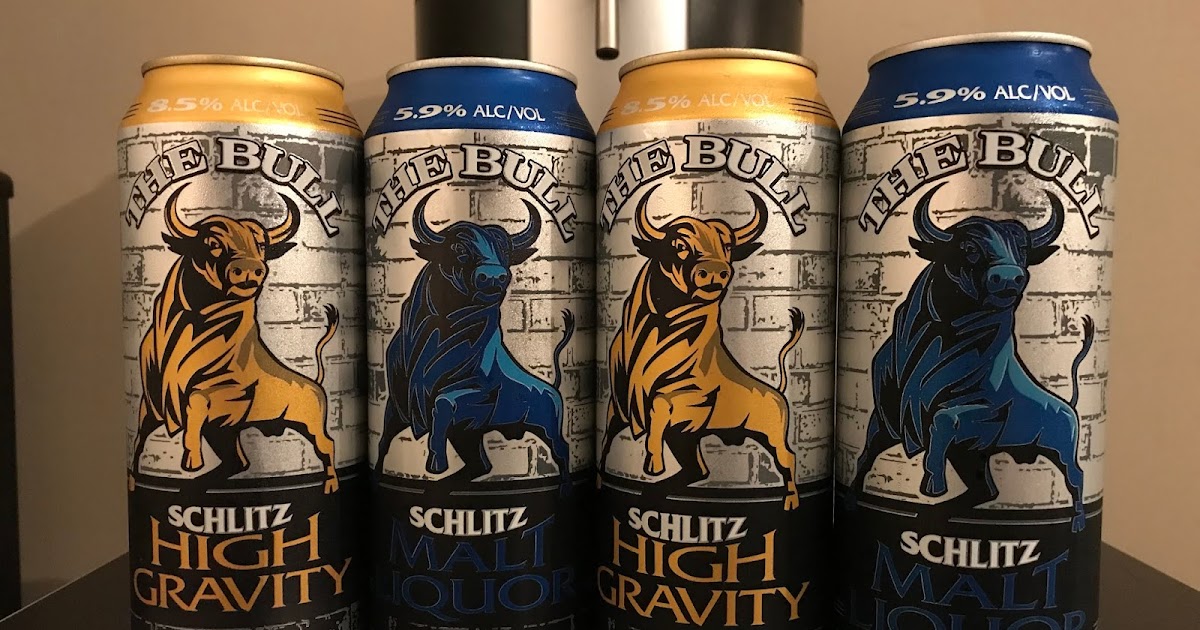 8.5% ALC/VOL
THE BULL
SCHLITZ
HIGH
GRAVITY
5.9% ALC/VOL
THE BULL
SCHLITZ
MALT
LIQUOR
8.5% ALC/VOL
THE BULL
SCHLITZ
HIGH
GRAVITY
5.9% ALC/VOL
THE BULL
SCHLITZ
MALT
LIQUOR